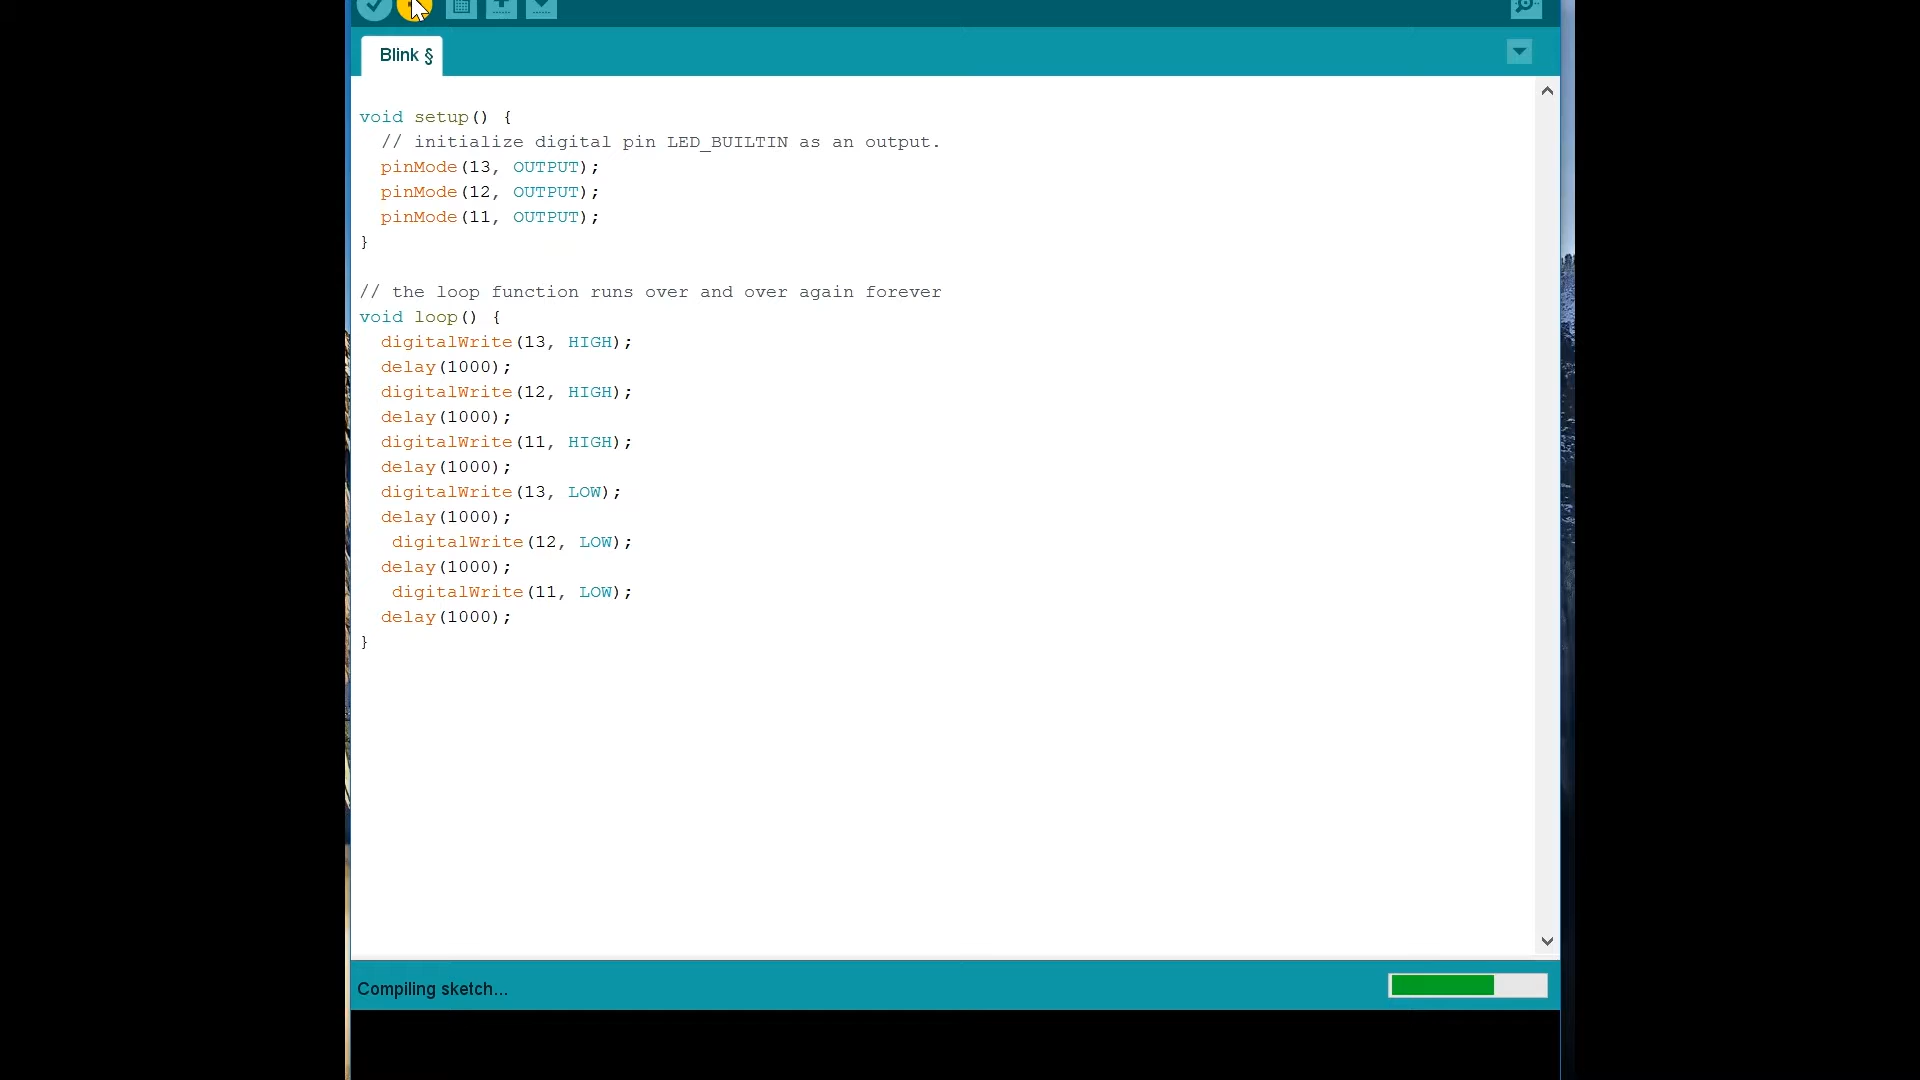 Blink §
void setup() {
  // initialize digital pin LED_BUILTIN as an output.
  pinMode(13, OUTPUT);
  pinMode(12, OUTPUT);
  pinMode(11, OUTPUT);
}
// the loop function runs over and over again forever
void loop() {
  digitalWrite(13, HIGH);
  delay(1000);
  digitalWrite(12, HIGH);
  delay(1000);
  digitalWrite(11, HIGH);
  delay(1000);
  digitalWrite(13, LOW);
  delay(1000);
   digitalWrite(12, LOW);
  delay(1000);
   digitalWrite(11, LOW);
  delay(1000);
}
Compiling sketch...